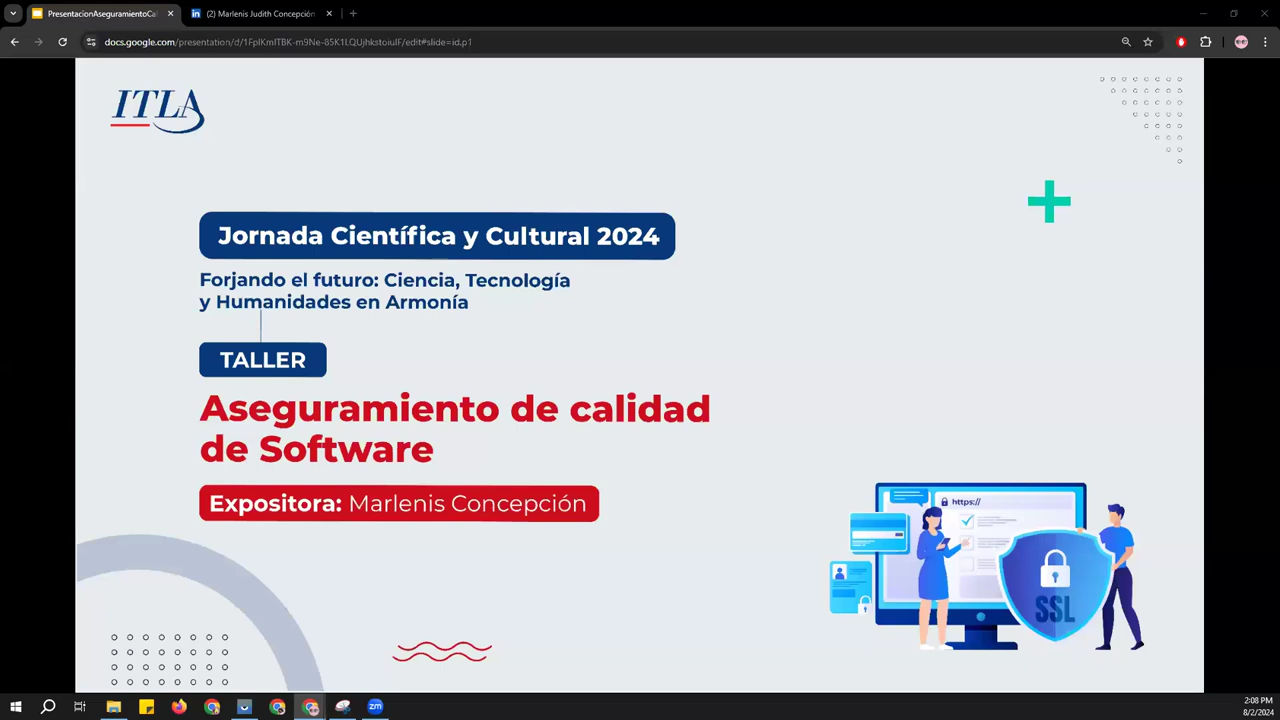 PresentacionAseguramientoCal
(2) Marlenis Judith Concepción
docs.google.com/presentation/d/1FpIKmITBK-m9Ne-85K1LQUjhkstoiulF/edit#slide=id.p1
ITLA
Jornada Científica y Cultural 2024
Forjando el futuro: Ciencia, Tecnología
y Humanidades en Armonía
TALLER
Aseguramiento de calidad
de Software
Expositora: Marlenis Concepción
https://
SSL
2:08 PM
8/2/2024